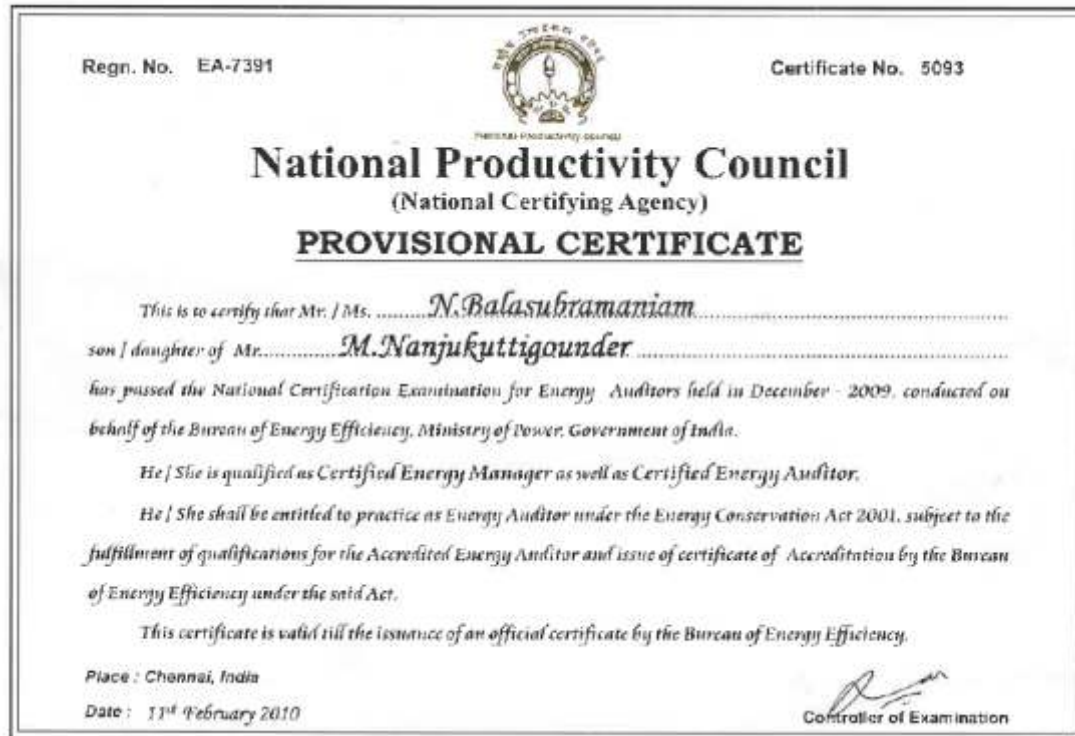 Regn. No. EA-7391
Certificate No. 5093
NATIONAL PRODUCTIVITY COUNCIL
National Productivity Council
(National Certifying Agency)
PROVISIONAL CERTIFICATE
This is to certify that Mr. / Ms. .........N.Balasubramaniam
son / daughter of Mr..............M.Nanjukuttigounder
has passed the National Certification Examination for Energy Auditors held in December - 2009, conducted on
behalf of the Bureau of Energy Efficiency, Ministry of Power, Government of India.
He / She is qualified as Certified Energy Manager as well as Certified Energy Auditor.
He / She shall be entitled to practice as Energy Auditor under the Energy Conservation Act 2001, subject to the
fulfillment of qualifications for the Accredited Energy Auditor and issue of certificate of Accreditation by the Bureau
of Energy Efficiency under the said Act.
This certificate is valid till the issuance of an official certificate by the Bureau of Energy Efficiency.
Place : Chennai, India
Date : 11th February 2010
Controller of Examination